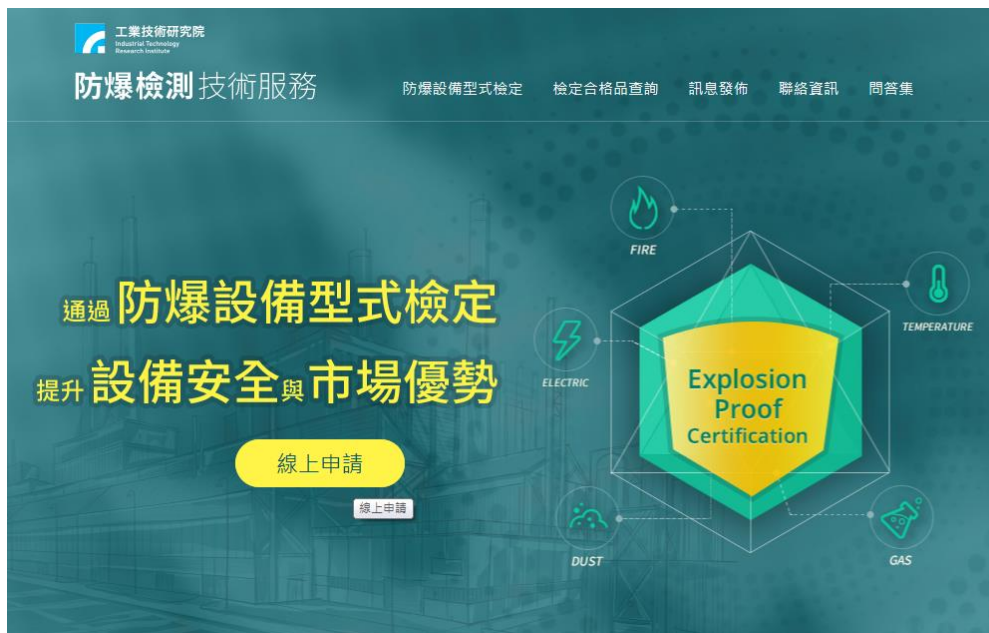 工業技術研究院
Industrial Technology
Research Institute
防爆檢測技術服務
防爆設備型式檢定 檢定合格品查詢 訊息發佈 聯絡資訊 問答集
FIRE
TEMPERATURE
通過防爆設備型式檢定
提升設備安全與市場優勢
ELECTRIC
Explosion
Proof
Certification
線上申請
線上申請
DUST
GAS